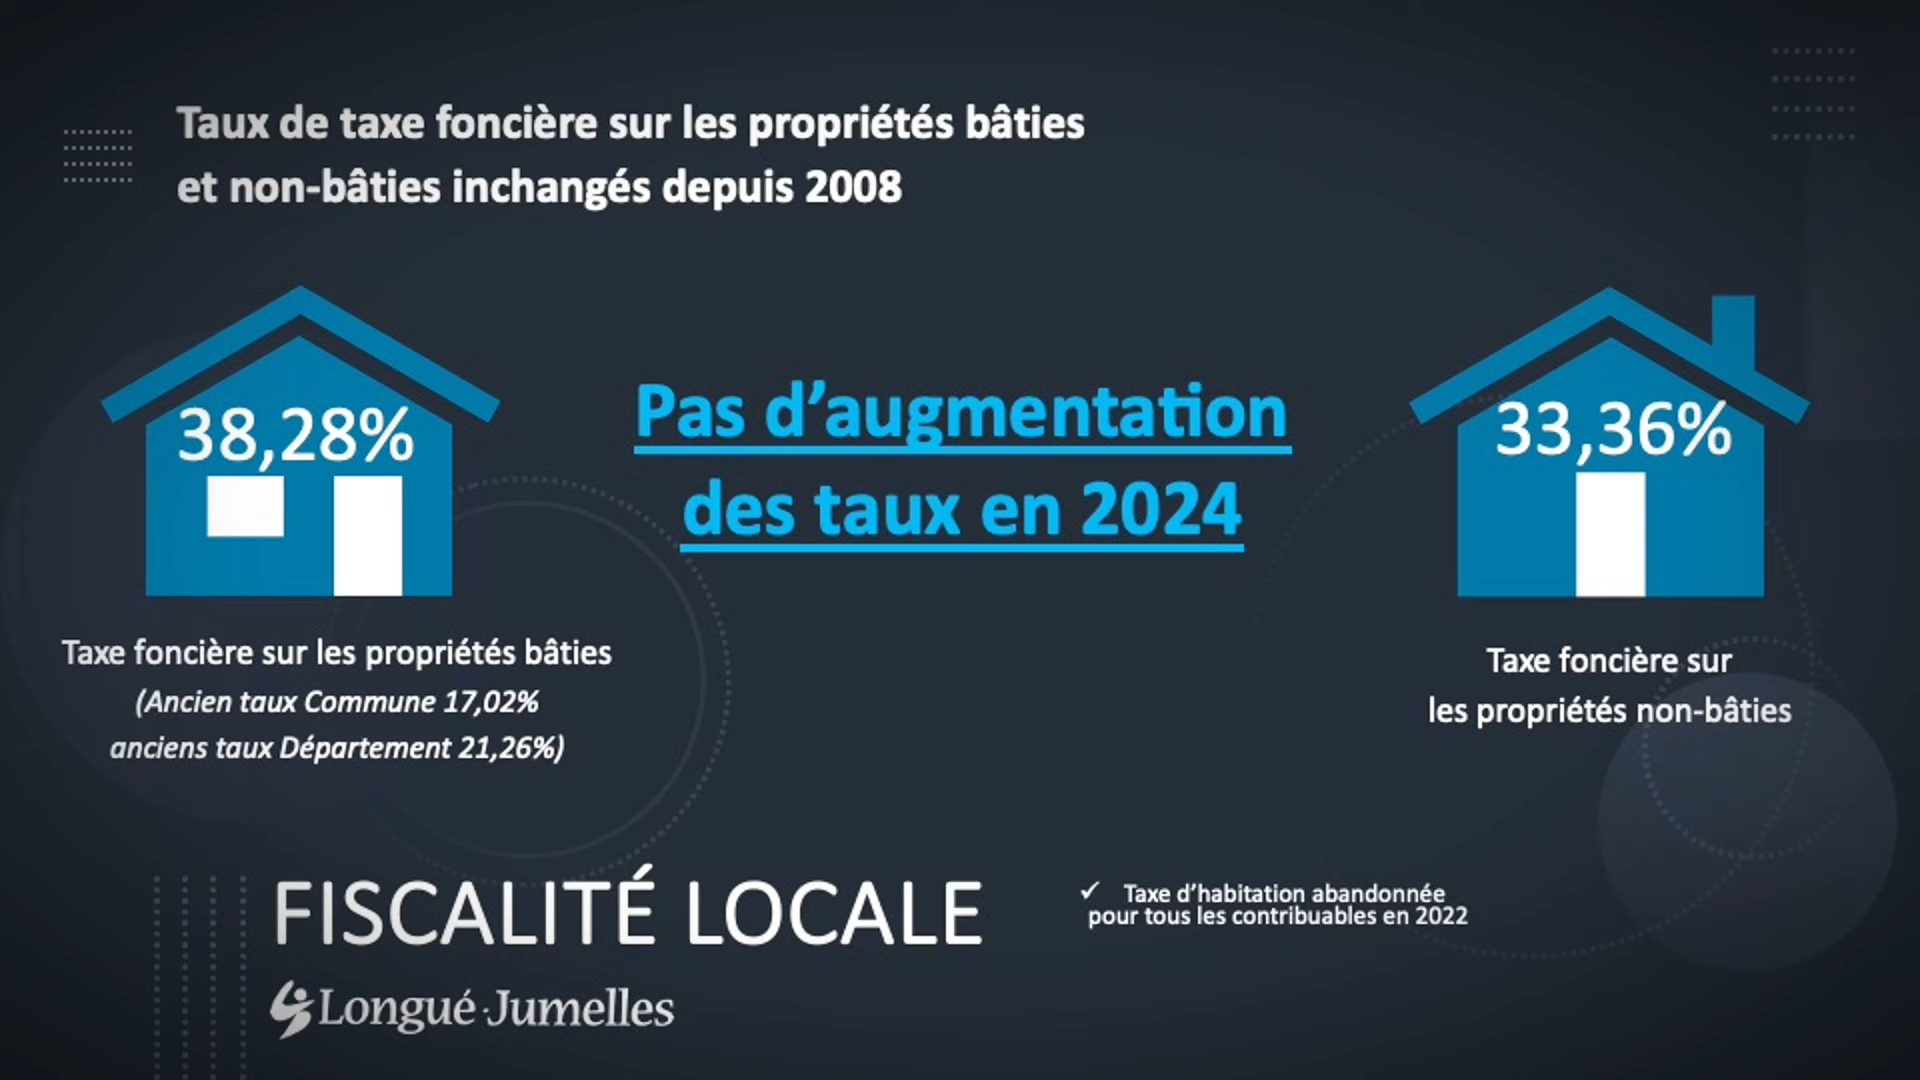 Taux de taxe foncière sur les propriétés bâties
et non-bâties inchangés depuis 2008
38,28%
Pas d’augmentation
des taux en 2024
33,36%
Taxe foncière sur les propriétés bâties
(Ancien taux Commune 17,02%
anciens taux Département 21,26%)
Taxe foncière sur
les propriétés non-bâties
FISCALITÉ LOCALE
✓ Taxe d’habitation abandonnée
pour tous les contribuables en 2022
Longué-Jumelles